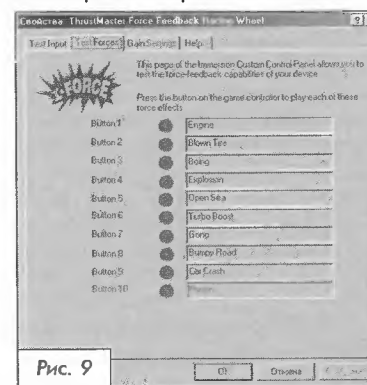 Свойства: ThrustMaster Force Feedback Racing Wheel
Test Input Test Forces Gain Settings Help
This page of the Immersion Custom Control Panel allows you to
test the force-feedback capabilities of your device
I-FORCE
Press the button on the game controller to play each of these
force effects
Button 1 Engine
Button 2 Blown Tire
Button 3 Boing
Button 4 Explosion
Button 5 Open Sea
Button 6 Turbo Boost
Button 7 Gong
Button 8 Bumpy Road
Button 9 Car Crash
Button 10
Рис. 9
Отмена